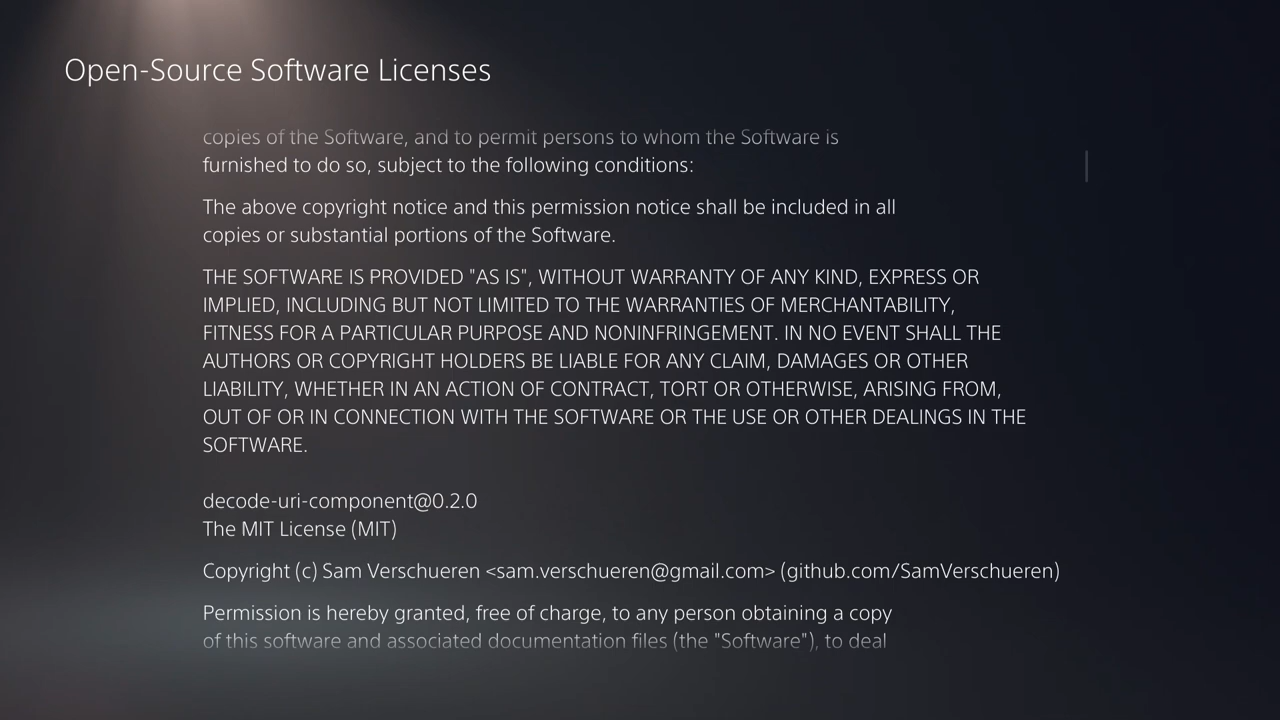 Open-Source Software Licenses
copies of the Software, and to permit persons to whom the Software is
furnished to do so, subject to the following conditions:
The above copyright notice and this permission notice shall be included in all
copies or substantial portions of the Software.
THE SOFTWARE IS PROVIDED "AS IS", WITHOUT WARRANTY OF ANY KIND, EXPRESS OR
IMPLIED, INCLUDING BUT NOT LIMITED TO THE WARRANTIES OF MERCHANTABILITY,
FITNESS FOR A PARTICULAR PURPOSE AND NONINFRINGEMENT. IN NO EVENT SHALL THE
AUTHORS OR COPYRIGHT HOLDERS BE LIABLE FOR ANY CLAIM, DAMAGES OR OTHER
LIABILITY, WHETHER IN AN ACTION OF CONTRACT, TORT OR OTHERWISE, ARISING FROM,
OUT OF OR IN CONNECTION WITH THE SOFTWARE OR THE USE OR OTHER DEALINGS IN THE
SOFTWARE.
decode-uri-component@0.2.0
The MIT License (MIT)
Copyright (c) Sam Verschueren <sam.verschueren@gmail.com> (github.com/SamVerschueren)
Permission is hereby granted, free of charge, to any person obtaining a copy
of this software and associated documentation files (the "Software"), to deal